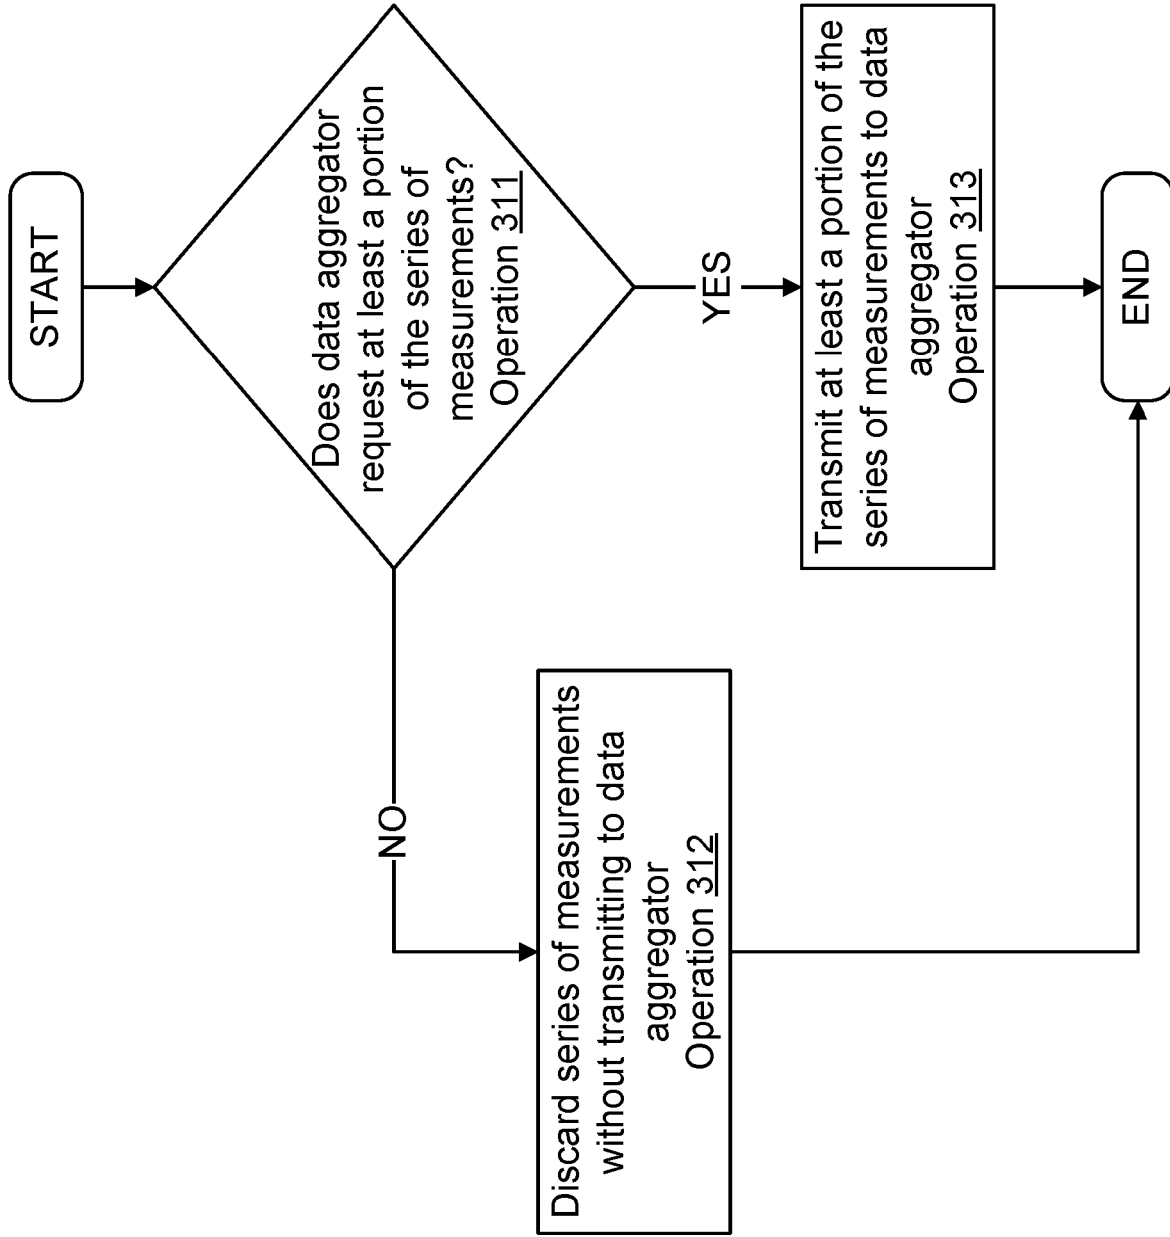 START
Does data aggregator
request at least a portion
of the series of
measurements?
Operation 311
NO
YES
Discard series of measurements
without transmitting to data
aggregator
Operation 312
Transmit at least a portion of the
series of measurements to data
aggregator
Operation 313
END